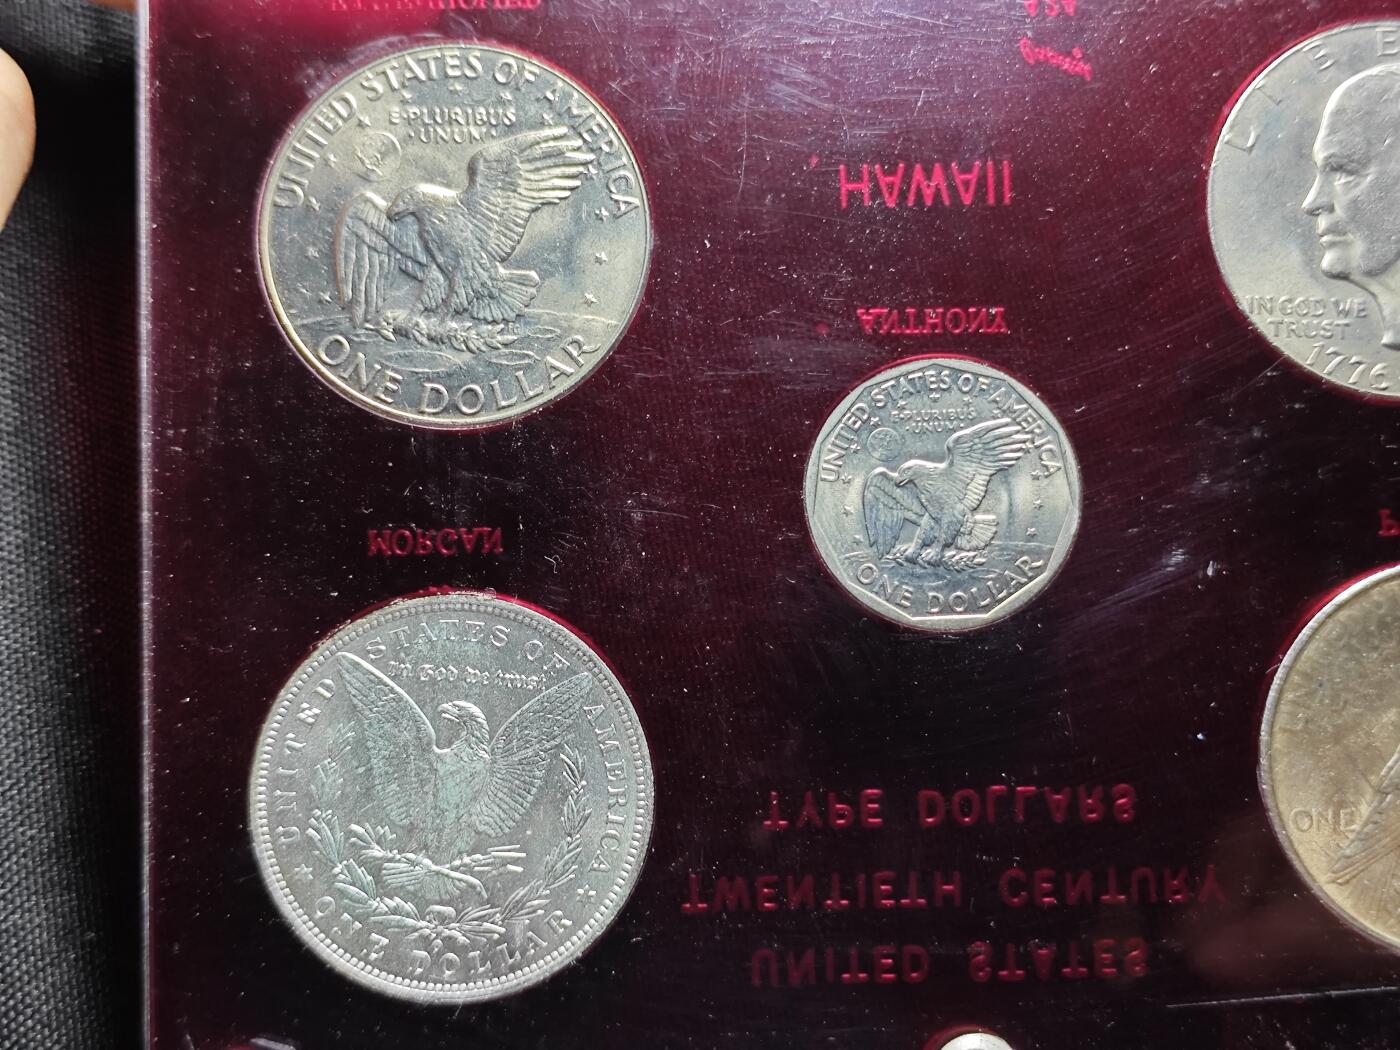 UNITED STATES OF AMERICA
E·PLURIBUS
·UNUM·
ONE DOLLAR
HAWAII
LIBE
IN GOD WE
TRUST
1776
ANTHONY
UNITED STATES OF AMERICA
E·PLURIBUS
·UNUM·
ONE DOLLAR
MORGAN
UNITED STATES OF AMERICA
In God we trust
ONE DOLLAR
ONE
TYPE DOLLARS
TWENTIETH CENTURY
UNITED STATES